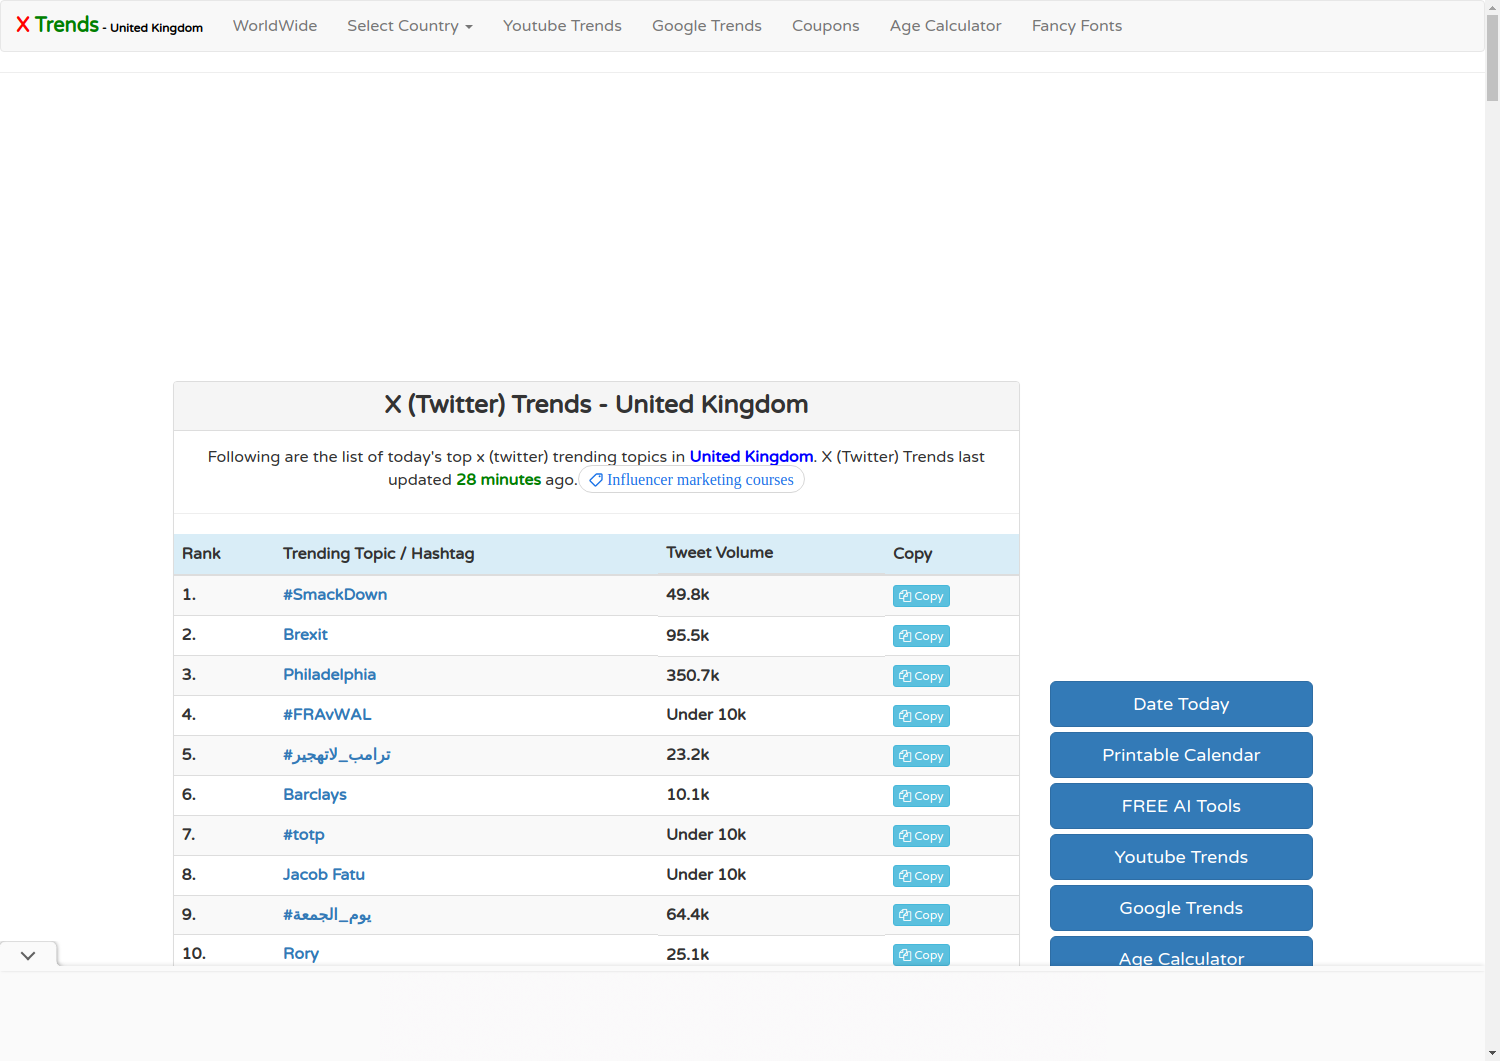 X Trends - United Kingdom WorldWide Select Country Youtube Trends Google Trends Coupons Age Calculator Fancy Fonts
X (Twitter) Trends - United Kingdom
Following are the list of today's top x (twitter) trending topics in United Kingdom. X (Twitter) Trends last
updated 28 minutes ago. Influencer marketing courses
Rank Trending Topic / Hashtag Tweet Volume Copy
1. #SmackDown 49.8k Copy
2. Brexit 95.5k Copy
3. Philadelphia 350.7k Copy
4. #FRAvWAL Under 10k Copy
5. #ترامب_لاتهجير 23.2k Copy
6. Barclays 10.1k Copy
7. #totp Under 10k Copy
8. Jacob Fatu Under 10k Copy
9. #يوم_الجمعة 64.4k Copy
10. Rory 25.1k Copy
Date Today
Printable Calendar
FREE AI Tools
Youtube Trends
Google Trends
Age Calculator